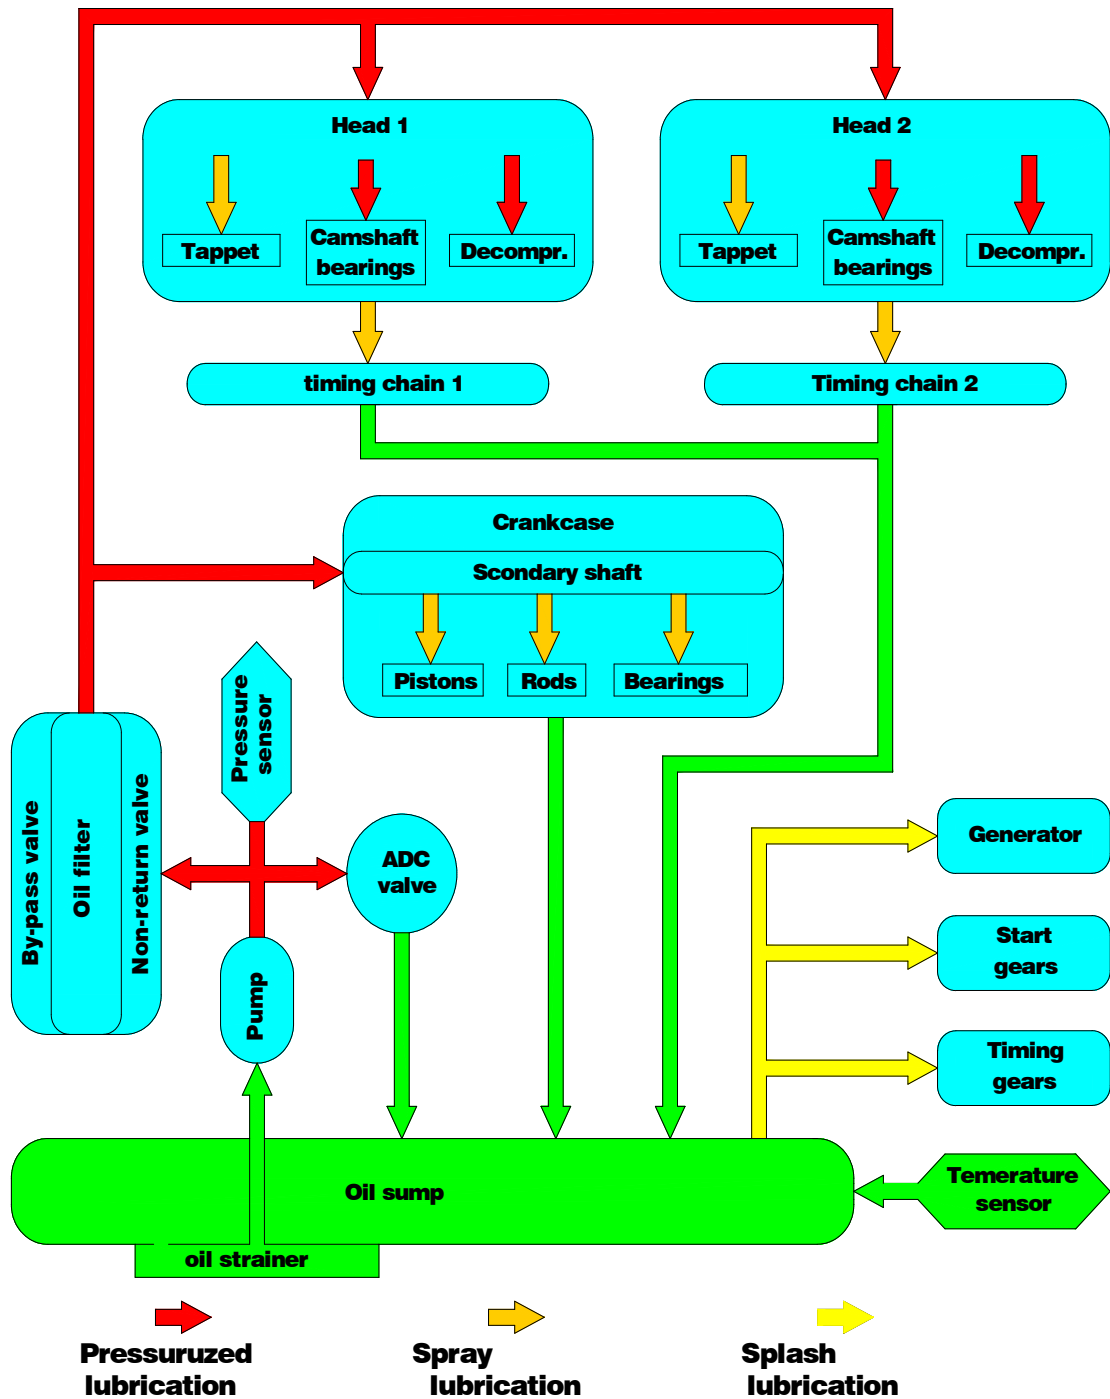 Head 1
Head 2
Tappet
Camshaft
bearings
Decompr.
Tappet
Camshaft
bearings
Decompr.
timing chain 1
Timing chain 2
Crankcase
Scondary shaft
Pistons
Rods
Bearings
Pressure
sensor
By-pass valve
Oil filter
Non-return valve
ADC
valve
Pump
Generator
Start
gears
Timing
gears
Oil sump
Temerature
sensor
oil strainer
Pressuruzed
lubrication
Spray
lubrication
Splash
lubrication